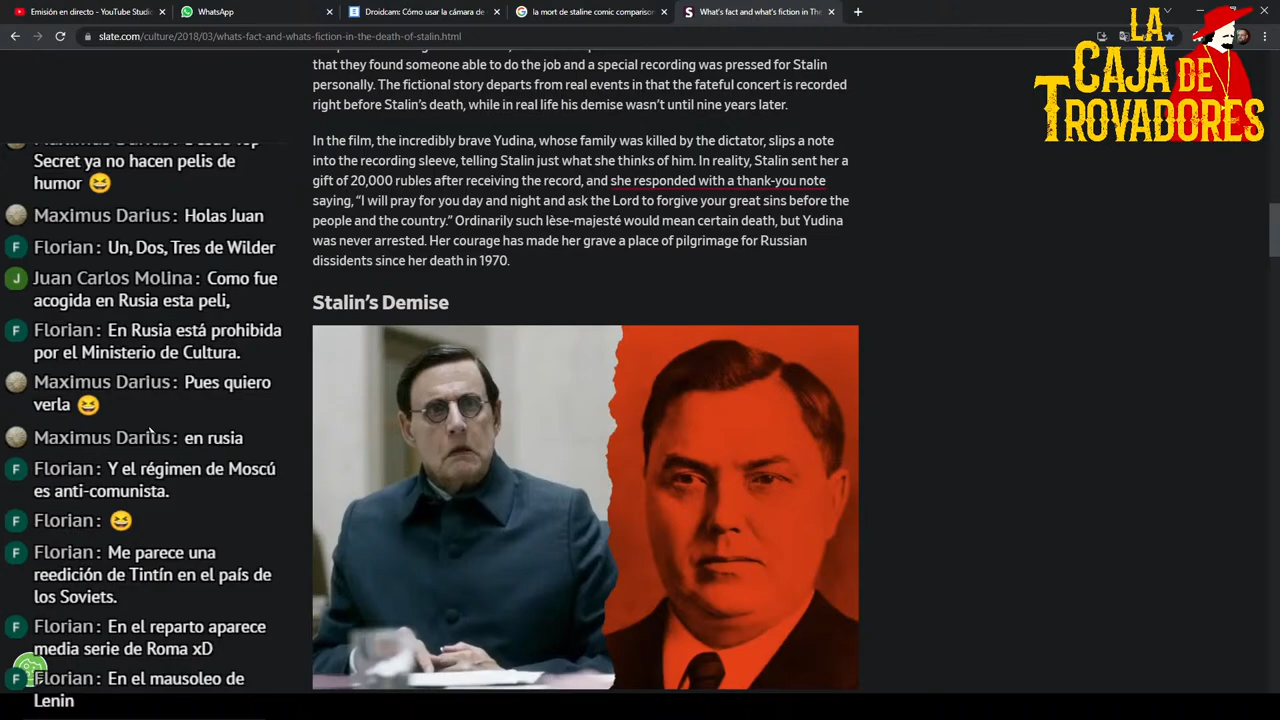 Emisión en directo - YouTube Studio
WhatsApp
Droidcam: Cómo usar la cámara de
la mort de staline comic comparison
What's fact and what's fiction in The
slate.com/culture/2018/03/whats-fact-and-whats-fiction-in-the-death-of-stalin.html
LA
CAJA DE
TROVADORES
that they found someone able to do the job and a special recording was pressed for Stalin
personally. The fictional story departs from real events in that the fateful concert is recorded
right before Stalin's death, while in real life his demise wasn't until nine years later.
In the film, the incredibly brave Yudina, whose family was killed by the dictator, slips a note
into the recording sleeve, telling Stalin just what she thinks of him. In reality, Stalin sent her a
gift of 20,000 rubles after receiving the record, and she responded with a thank-you note
saying, “I will pray for you day and night and ask the Lord to forgive your great sins before the
people and the country.” Ordinarily such lèse-majesté would mean certain death, but Yudina
was never arrested. Her courage has made her grave a place of pilgrimage for Russian
dissidents since her death in 1970.
Stalin's Demise
Secret ya no hacen pelis de
humor 😆
Maximus Darius: Holas Juan
F Florian: Un, Dos, Tres de Wilder
J Juan Carlos Molina: Como fue
acogida en Rusia esta peli,
F Florian: En Rusia está prohibida
por el Ministerio de Cultura.
Maximus Darius: Pues quiero
verla 😆
Maximus Darius: en rusia
F Florian: Y el régimen de Moscú
es anti-comunista.
F Florian: 😆
F Florian: Me parece una
reedición de Tintín en el país de
los Soviets.
F Florian: En el reparto aparece
media serie de Roma xD
F Florian: En el mausoleo de
Lenin